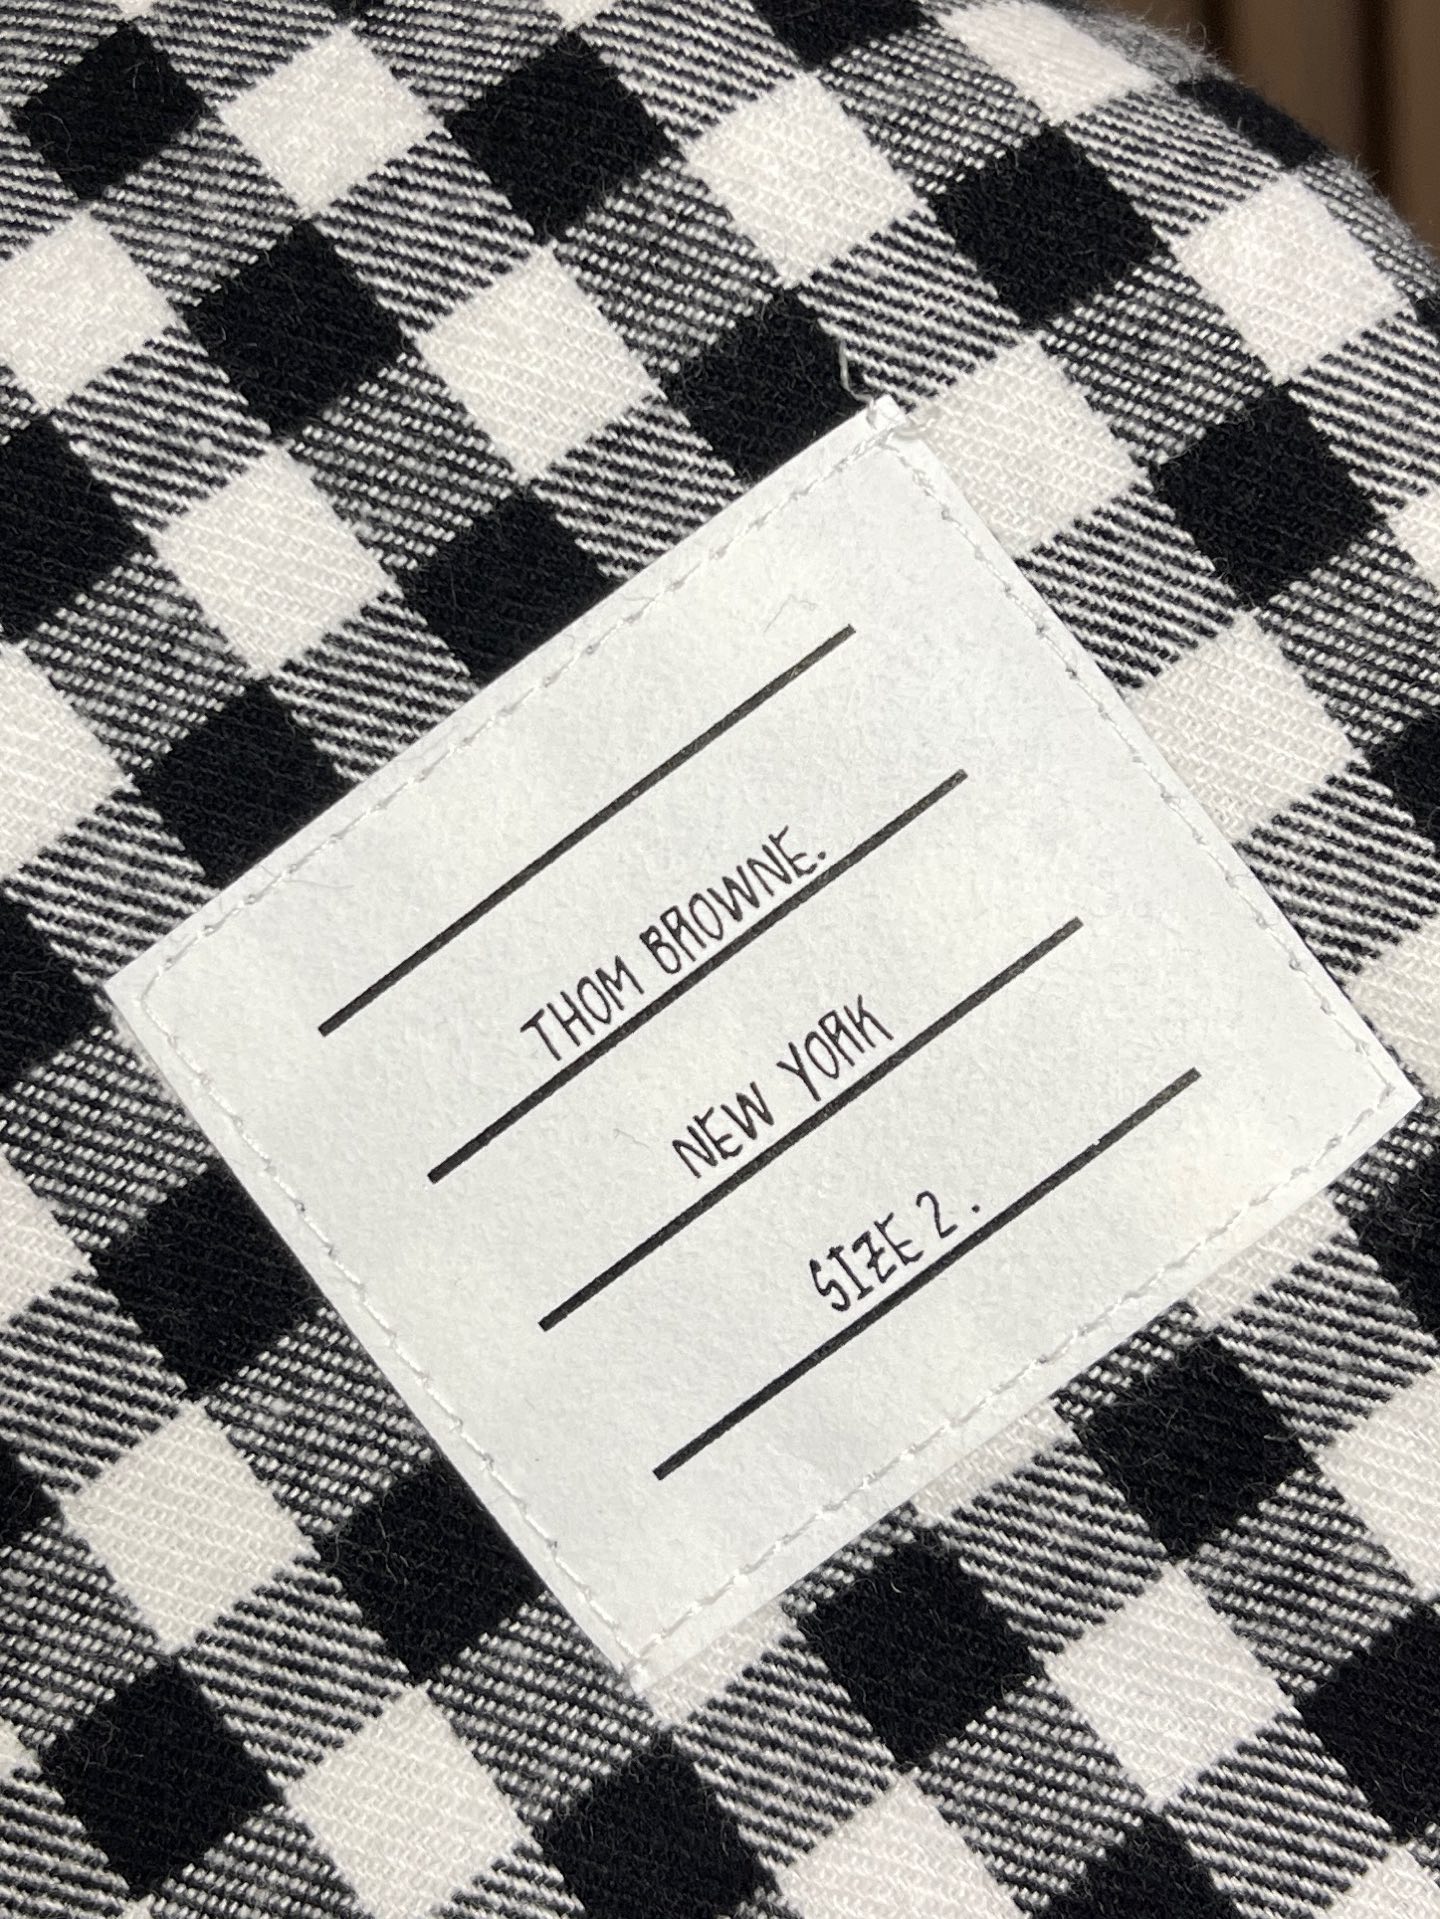 THOM BROWNE.
NEW YORK
SIZE 2 .